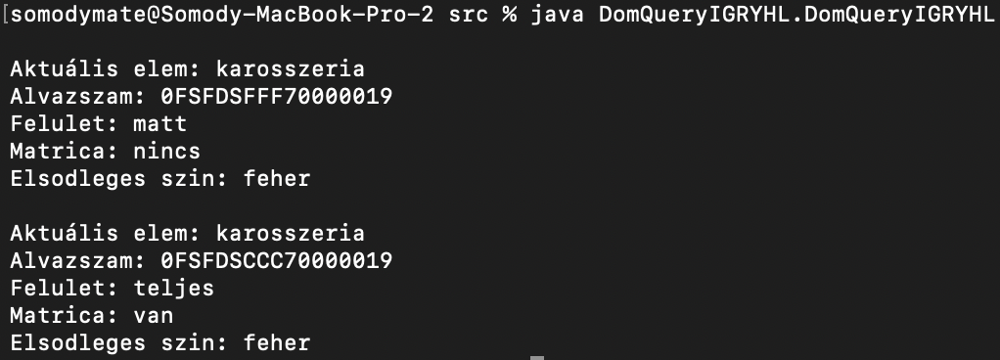 [somodymate@Somody-MacBook-Pro-2 src % java DomQueryIGRYHL.DomQueryIGRYHL
Aktuális elem: karosszeria
Alvazszam: 0FSFDSFFF70000019
Felulet: matt
Matrica: nincs
Elsodleges szin: feher
Aktuális elem: karosszeria
Alvazszam: 0FSFDSCCC70000019
Felulet: teljes
Matrica: van
Elsodleges szin: feher